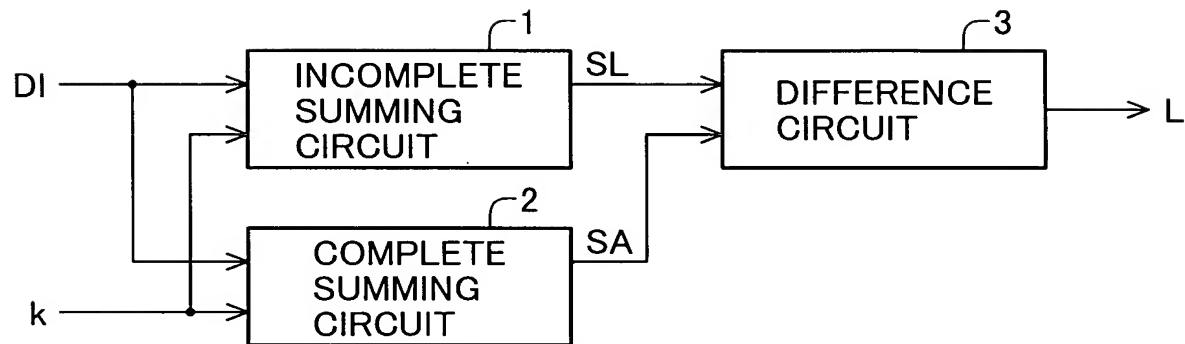 1
3
DI
INCOMPLETE
SUMMING
CIRCUIT
SL
DIFFERENCE
CIRCUIT
L
2
SA
COMPLETE
SUMMING
CIRCUIT
k